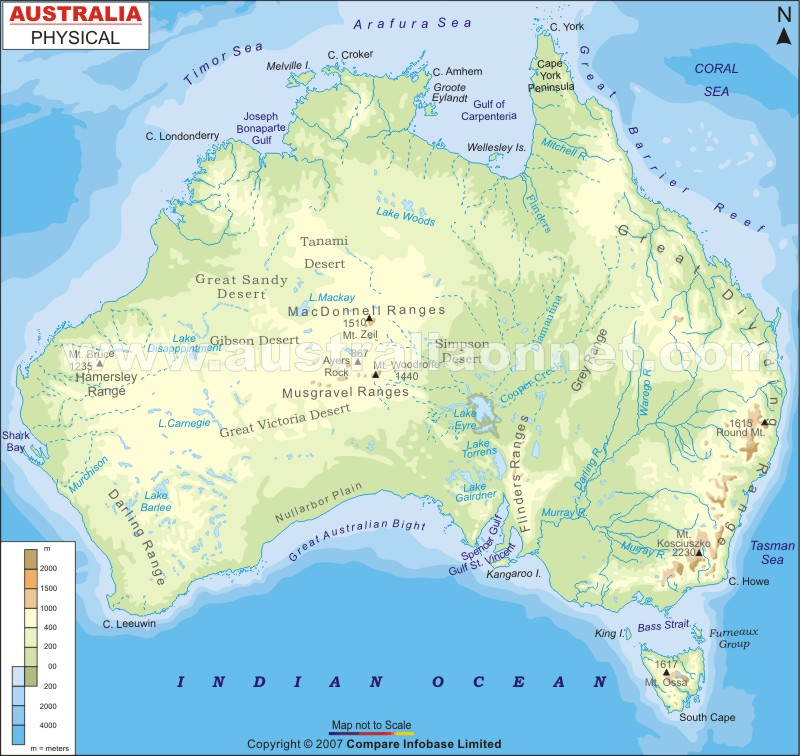 AUSTRALIA
PHYSICAL
N
Arafura Sea
Timor Sea
C. York
C. Croker
Melville I.
C. Arnhem
Groote
Eylandt
Cape
York
Peninsula
CORAL
SEA
Gulf of
Carpenteria
Joseph
Bonaparte
Gulf
C. Londonderry
Wellesley Is.
Mitchell R.
Great Barrier Reef
Flinders
Lake Woods
Tanami
Desert
Great Sandy
Desert
L.Mackay
MacDonnell Ranges
1510
Mt. Zeil
Great Dividing Range
Lake
Disappointment
Gibson Desert
Simpson
Desert
Grey Range
Mt. Bruce
1235
Hamersley
Range
Ayers
Rock
867
Mt. Woodroffe
1440
Musgravel Ranges
Cooper Creek
Warego R.
www.australiaonnet.com
L.Carnegie
Great Victoria Desert
Lake
Eyre
1615
Round Mt.
Shark
Bay
Murchison
Lake
Torrens
Flinders Ranges
Darling R.
Lake
Barlee
Darling Range
Nullarbor Plain
Lake
Gairdner
Great Australian Bight
Spencer Gulf
Gulf St. Vincent
Murray R.
Murray R.
Mt.
Kosciuszko
2230
Tasman
Sea
Kangaroo I.
C. Howe
C. Leeuwin
King I.
Bass Strait
Furneaux
Group
1617
Mt. Ossa
South Cape
INDIAN OCEAN
m
2000
1500
1000
400
200
00
200
2000
4000
m = meters
Map not to Scale
Copyright © 2007 Compare Infobase Limited